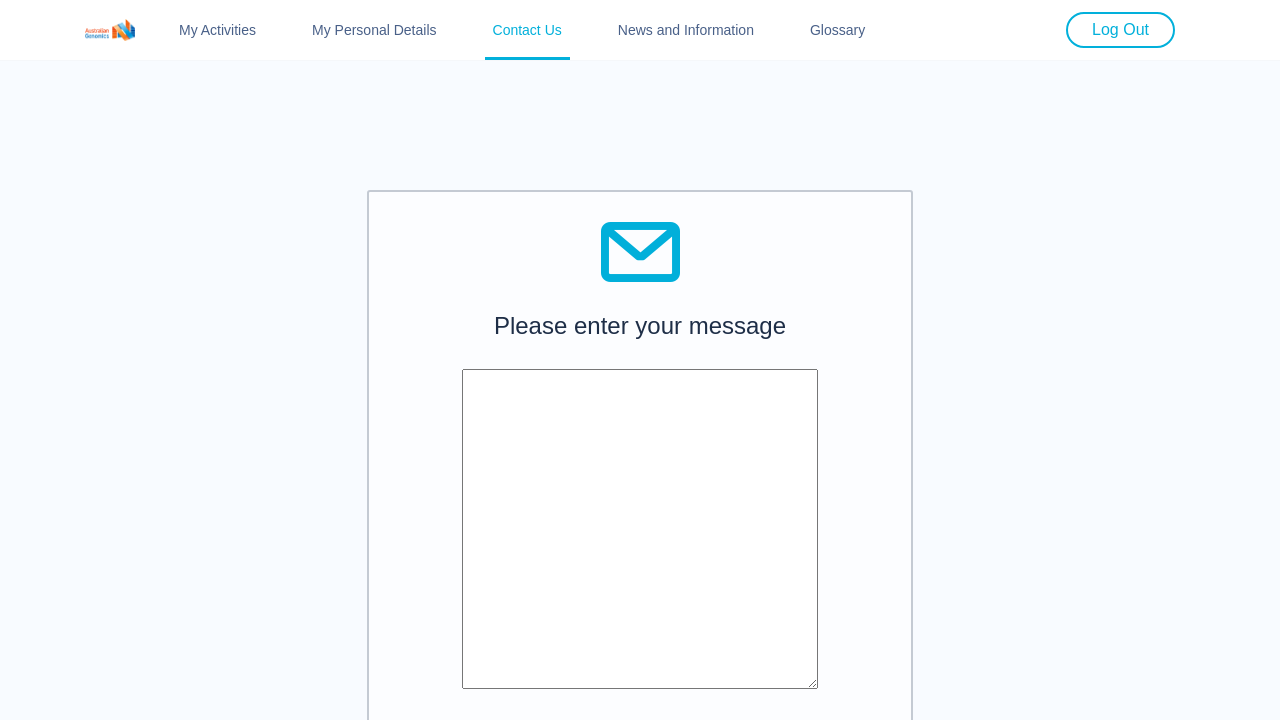 Australian
Genomics
My Activities
My Personal Details
Contact Us
News and Information
Glossary
Log Out
Please enter your message